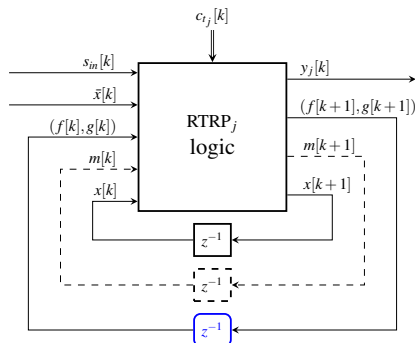 c_{t_j}[k]
s_{in}[k]
y_j[k]
x̄[k]
(f[k],g[k])
(f[k+1],g[k+1])
RTRP_j
logic
m[k]
m[k+1]
x[k]
x[k+1]
z^{-1}
z^{-1}
z^{-1}